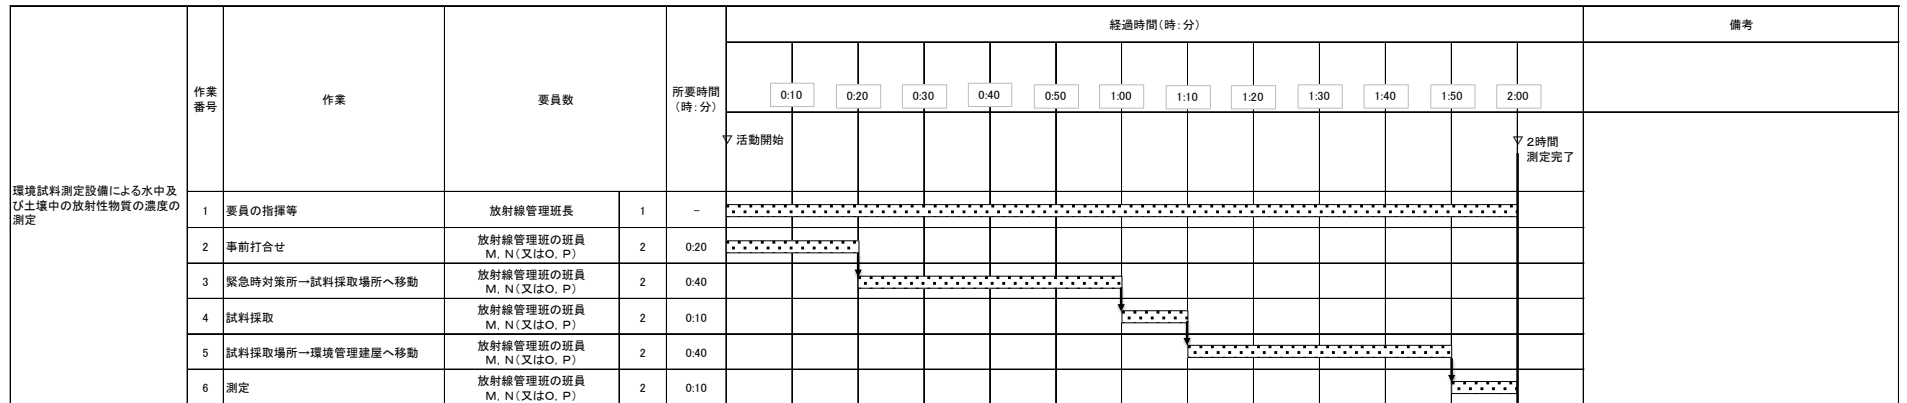 経過時間(時:分)
備考
作業
番号
作業
要員数
所要時間
(時:分)
0:10
0:20
0:30
0:40
0:50
1:00
1:10
1:20
1:30
1:40
1:50
2:00
▽ 活動開始
▽ 2時間
測定完了
環境試料測定設備による水中及
び土壌中の放射性物質の濃度の
測定
1 要員の指揮等 放射線管理班長 1 -
2 事前打合せ 放射線管理班の班員 2 0:20
M, N(又はO, P)
3 緊急時対策所→試料採取場所へ移動 放射線管理班の班員 2 0:40
M, N(又はO, P)
4 試料採取 放射線管理班の班員 2 0:10
M, N(又はO, P)
5 試料採取場所→環境管理建屋へ移動 放射線管理班の班員 2 0:40
M, N(又はO, P)
6 測定 放射線管理班の班員 2 0:10
M, N(又はO, P)